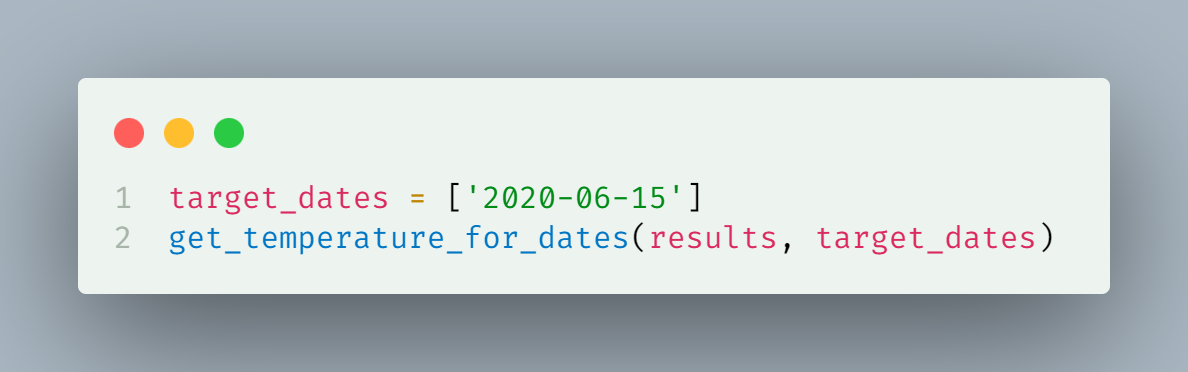 1 target_dates = ['2020-06-15']
2 get_temperature_for_dates(results, target_dates)